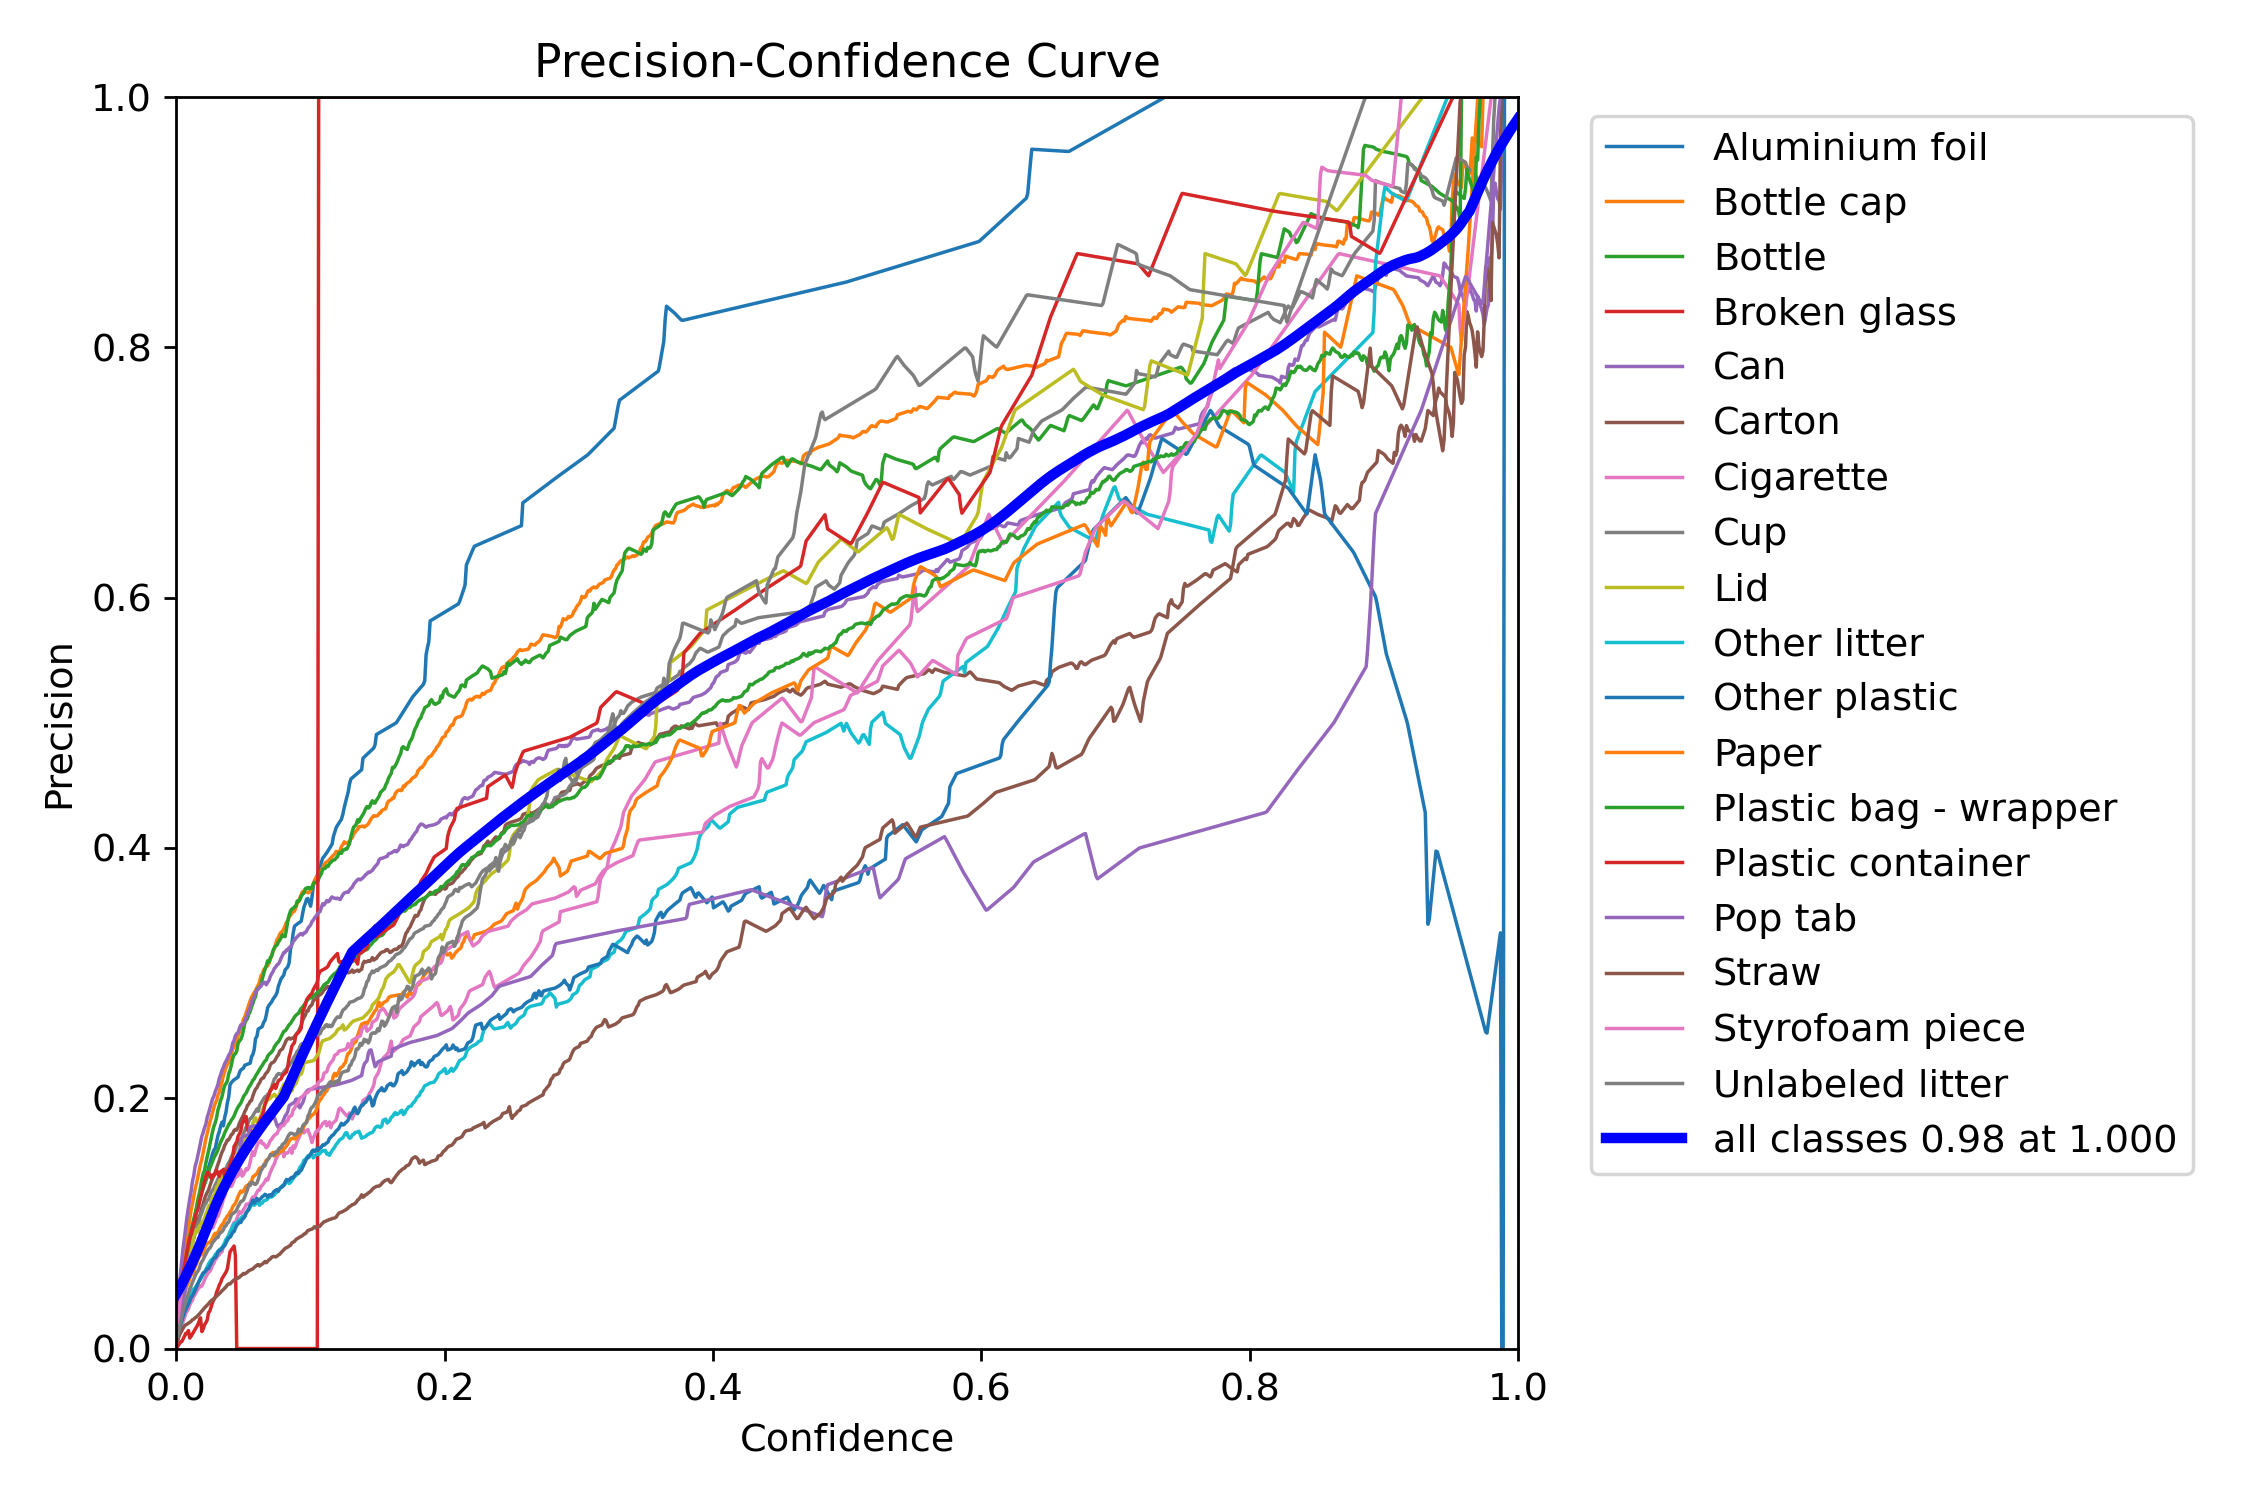 Precision-Confidence Curve
1.0
0.8
0.6
0.4
0.2
0.0
Precision
0.0 0.2 0.4 0.6 0.8 1.0
Confidence
Aluminium foil
Bottle cap
Bottle
Broken glass
Can
Carton
Cigarette
Cup
Lid
Other litter
Other plastic
Paper
Plastic bag - wrapper
Plastic container
Pop tab
Straw
Styrofoam piece
Unlabeled litter
all classes 0.98 at 1.000